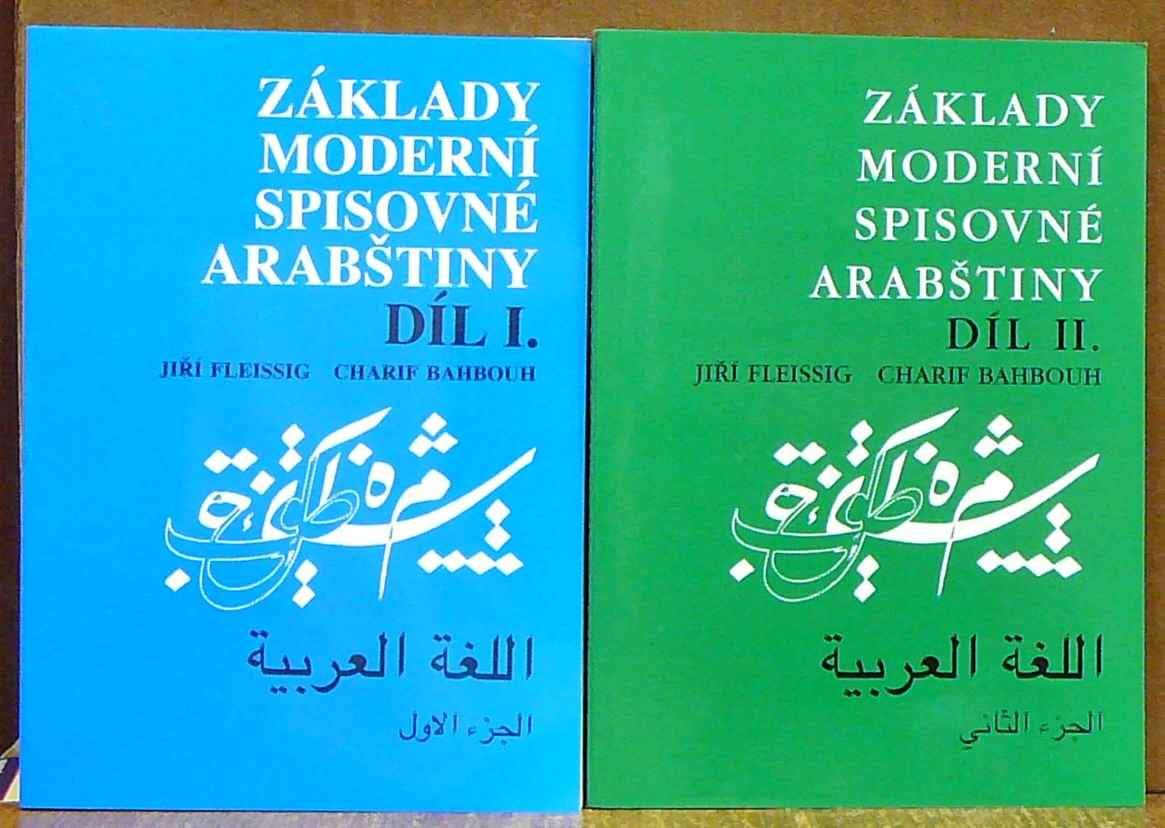 ZÁKLADY
MODERNÍ
SPISOVNÉ
ARABŠTINY
DÍL I.
JIŘÍ FLEISSIG CHARIF BAHBOUH
اللغة العربية
الجزء الاول
ZÁKLADY
MODERNÍ
SPISOVNÉ
ARABŠTINY
DÍL II.
JIŘÍ FLEISSIG CHARIF BAHBOUH
اللغة العربية
الجزء الثاني